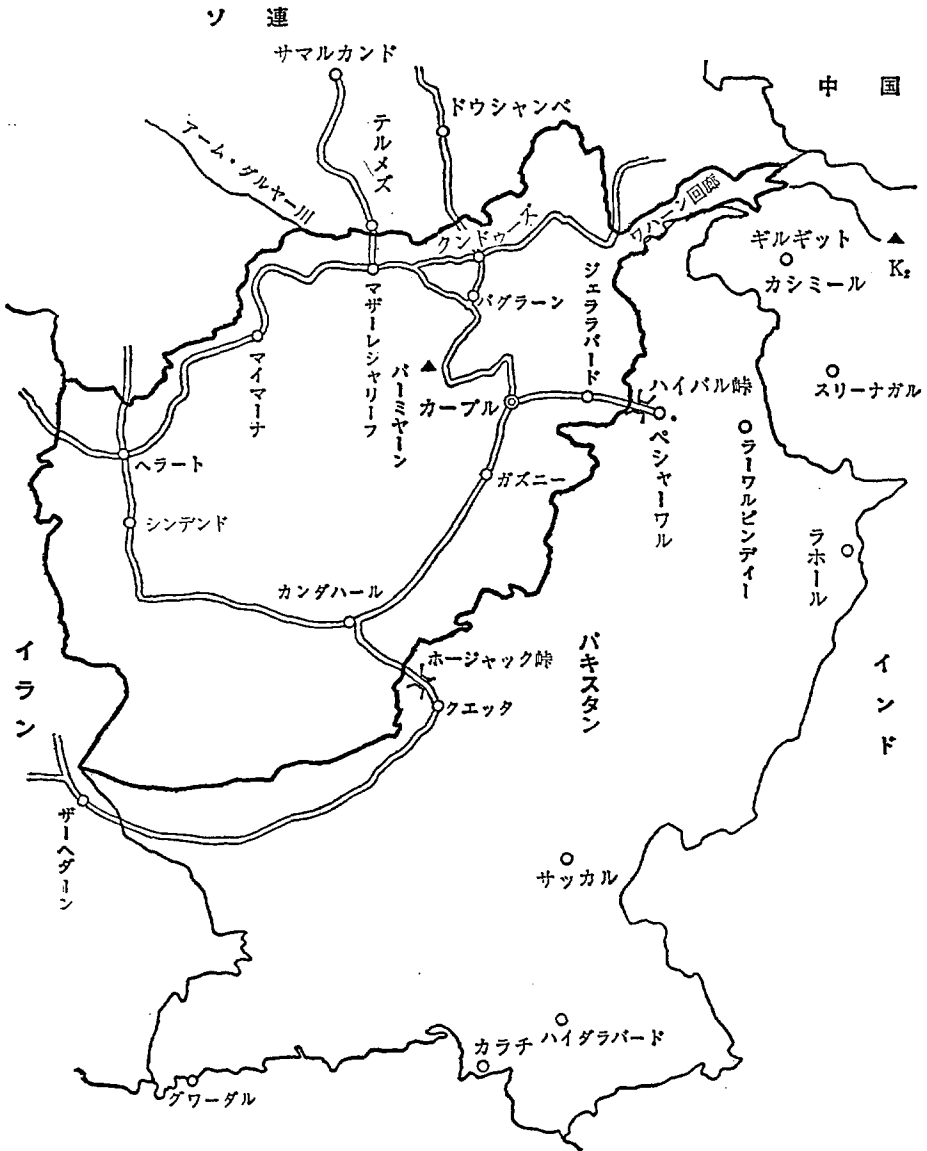 ソ連
サマルカンド
中国
ドウシャンベ
テルメズ
アーム・ダルヤー川
ワハーン回廊
クンドゥーズ
ギルギット
カシミール
K₂
ジェララバード
バグラーン
マザーレジャリーフ
マイマーナ
バーミヤーン
カーブル
ハイバル峠
スリーナガル
ペシャーワル
ラーワルピンディー
ヘラート
ガズニー
シンデンド
ラホール
カンダハール
イラン
パキスタン
インド
ホージャック峠
クエッタ
ザーヘダーン
サッカル
ハイダラバード
カラチ
グワーダル